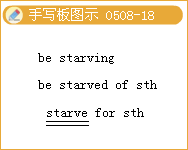 手写板图示 0508-18
be starving
be starved of sth
starve for sth